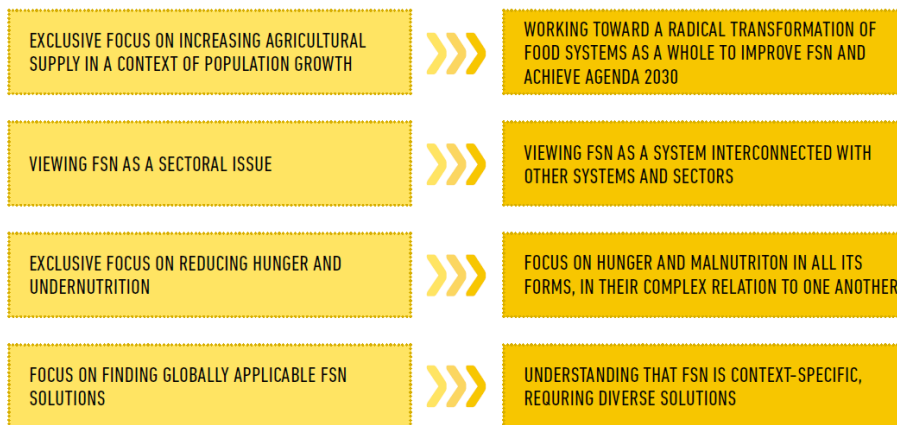 EXCLUSIVE FOCUS ON INCREASING AGRICULTURAL
SUPPLY IN A CONTEXT OF POPULATION GROWTH
WORKING TOWARD A RADICAL TRANSFORMATION OF
FOOD SYSTEMS AS A WHOLE TO IMPROVE FSN AND
ACHIEVE AGENDA 2030
VIEWING FSN AS A SECTORAL ISSUE
VIEWING FSN AS A SYSTEM INTERCONNECTED WITH
OTHER SYSTEMS AND SECTORS
EXCLUSIVE FOCUS ON REDUCING HUNGER AND
UNDERNUTRITION
FOCUS ON HUNGER AND MALNUTRITON IN ALL ITS
FORMS, IN THEIR COMPLEX RELATION TO ONE ANOTHER
FOCUS ON FINDING GLOBALLY APPLICABLE FSN
SOLUTIONS
UNDERSTANDING THAT FSN IS CONTEXT-SPECIFIC,
REQURING DIVERSE SOLUTIONS